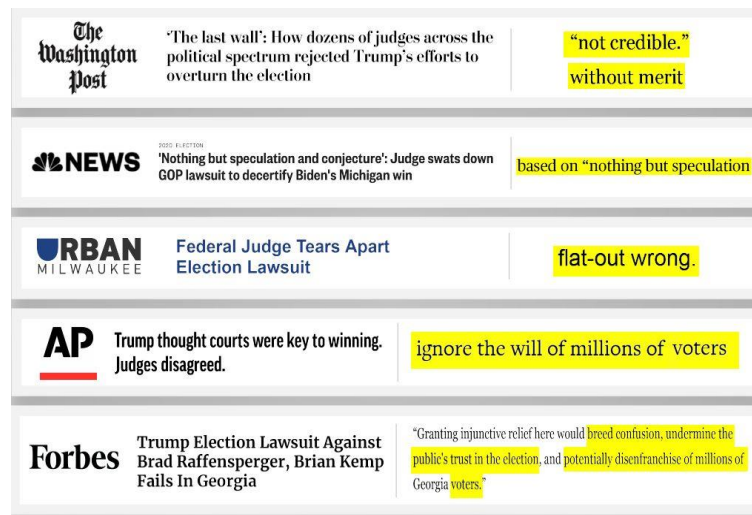 The
Washington
Post
‘The last wall’: How dozens of judges across the
political spectrum rejected Trump’s efforts to
overturn the election
“not credible.”
without merit
NEWS
2020 ELECTION
'Nothing but speculation and conjecture': Judge swats down
GOP lawsuit to decertify Biden's Michigan win
based on “nothing but speculation
URBAN
MILWAUKEE
Federal Judge Tears Apart
Election Lawsuit
flat-out wrong.
AP
Trump thought courts were key to winning.
Judges disagreed.
ignore the will of millions of voters
Forbes
Trump Election Lawsuit Against
Brad Raffensperger, Brian Kemp
Fails In Georgia
“Granting injunctive relief here would breed confusion, undermine the
public's trust in the election, and potentially disenfranchise of millions of
Georgia voters.”